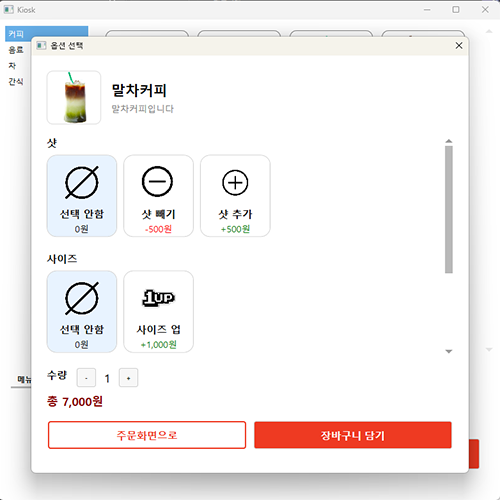 Kiosk
커피
음료
차
간식
옵션 선택
말차커피
말차커피입니다
샷
선택 안함
0원
샷 빼기
-500원
샷 추가
+500원
사이즈
선택 안함
0원
1UP
사이즈 업
+1,000원
수량
-
1
+
총 7,000원
메뉴
주문화면으로
장바구니 담기